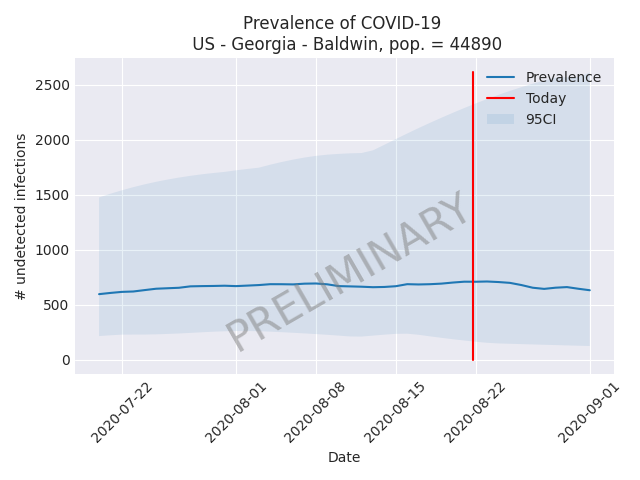 Prevalence of COVID-19
US - Georgia - Baldwin, pop. = 44890
Prevalence
Today
95CI
2500
2000
1500
1000
500
0
# undetected infections
PRELIMINARY
2020-07-22
2020-08-01
2020-08-08
2020-08-15
2020-08-22
2020-09-01
Date